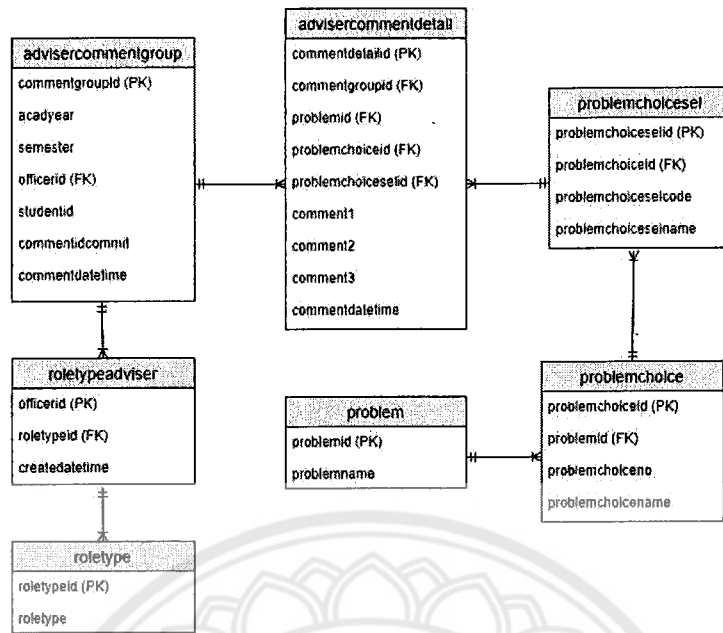 advisercommentgroup
commentgroupid (PK)
acadyear
semester
officerid (FK)
studentid
commentidcommit
commentdatetime
advisercommentdetail
commentdetailid (PK)
commentgroupid (FK)
problemid (FK)
problemchoiceid (FK)
problemchoiceselid (FK)
comment1
comment2
comment3
commentdatetime
problemchoicesel
problemchoiceselid (PK)
problemchoiceid (FK)
problemchoiceselcode
problemchoiceselname
roletypeadviser
officerid (PK)
roletypeid (FK)
createdatetime
problem
problemid (PK)
problemname
problemchoice
problemchoiceid (PK)
problemid (FK)
problemchoiceno
problemchoicename
roletype
roletypeid (PK)
roletype